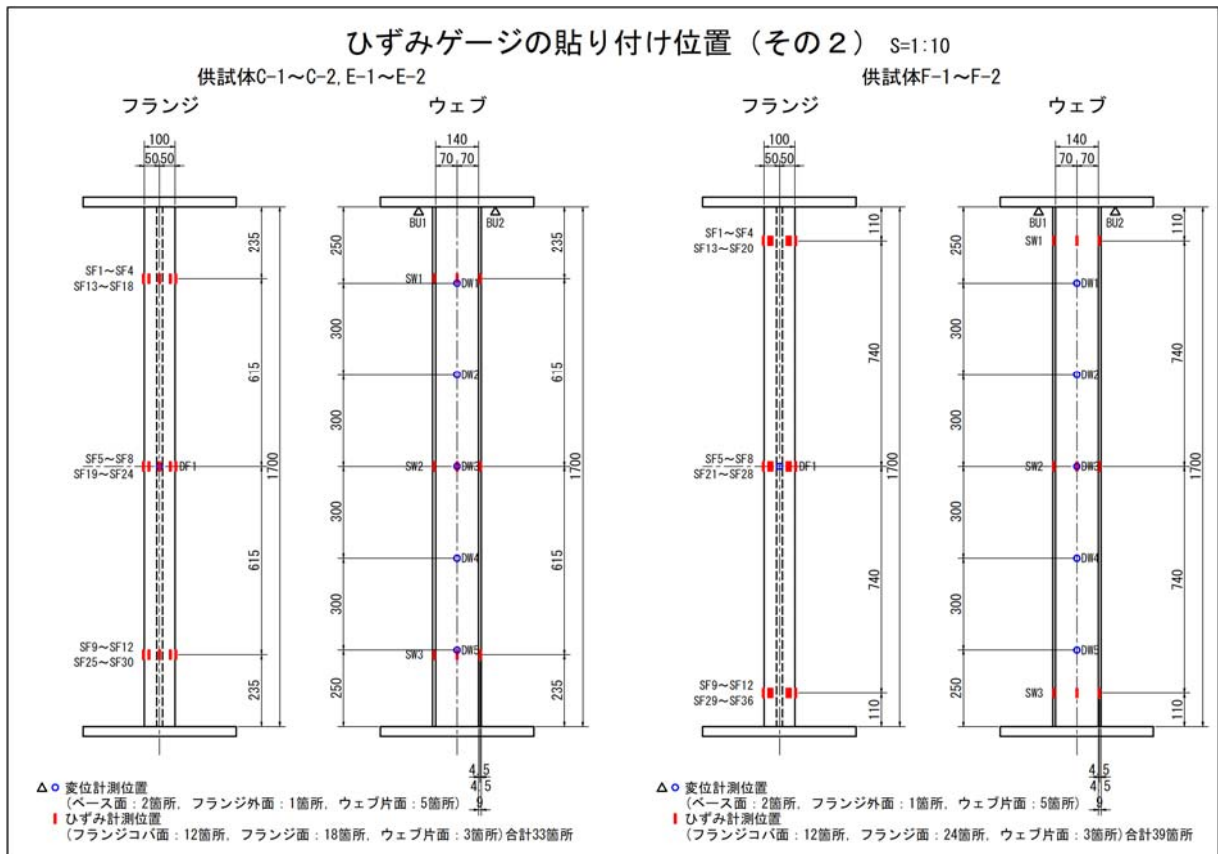 ひずみゲージの貼り付け位置（その２） S=1:10
供試体C-1～C-2, E-1～E-2
フランジ
ウェブ
100
50 50
140
70 70
BU1
BU2
235
615
615
235
1700
SF1～SF4
SF13～SF18
SF5～SF8
SF19～SF24
DF1
SF9～SF12
SF25～SF30
250
300
300
300
300
250
SW1
DW1
DW2
SW2
DW3
DW4
SW3
DW5
235
615
615
235
1700
4.5
4.5
9
△○ 変位計測位置
(ベース面：2箇所, フランジ外面：1箇所, ウェブ片面：5箇所)
ひずみ計測位置
(フランジコバ面：12箇所, フランジ面：18箇所, ウェブ片面：3箇所)合計33箇所
供試体F-1～F-2
フランジ
ウェブ
100
50 50
140
70 70
BU1
BU2
110
740
740
110
1700
SF1～SF4
SF13～SF20
SF5～SF8
SF21～SF28
DF1
SF9～SF12
SF29～SF36
250
300
300
300
300
250
SW1
DW1
DW2
SW2
DW3
DW4
DW5
SW3
110
740
740
110
1700
4.5
4.5
9
△○ 変位計測位置
(ベース面：2箇所, フランジ外面：1箇所, ウェブ片面：5箇所)
ひずみ計測位置
(フランジコバ面：12箇所, フランジ面：24箇所, ウェブ片面：3箇所)合計39箇所